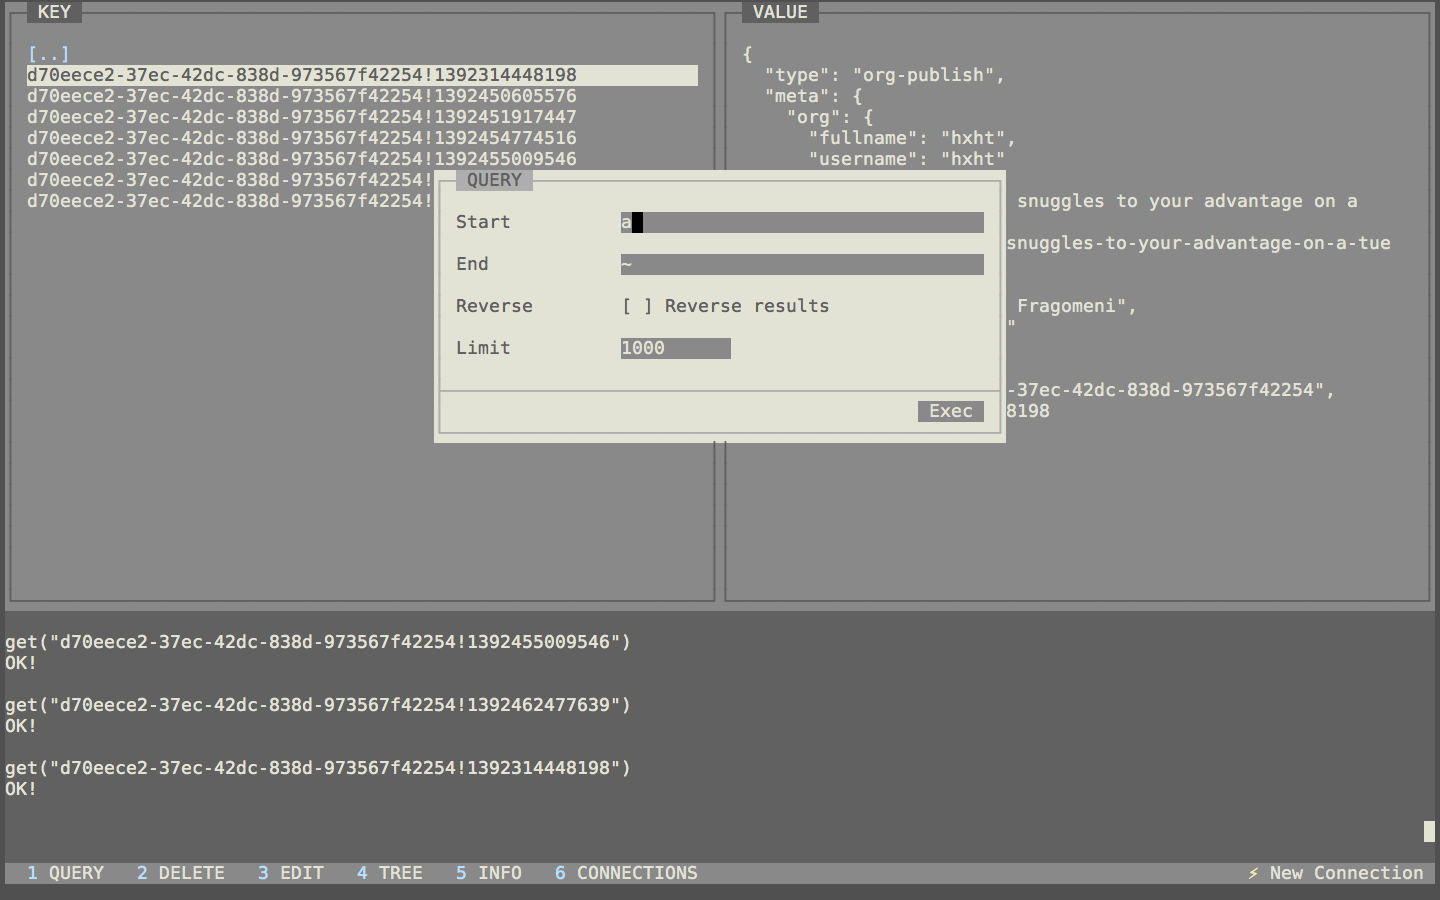 KEY
[..]
d70eece2-37ec-42dc-838d-973567f42254!1392314448198
d70eece2-37ec-42dc-838d-973567f42254!1392450605576
d70eece2-37ec-42dc-838d-973567f42254!1392451917447
d70eece2-37ec-42dc-838d-973567f42254!1392454774516
d70eece2-37ec-42dc-838d-973567f42254!1392455009546
d70eece2-37ec-42dc-838d-973567f42254!
d70eece2-37ec-42dc-838d-973567f42254!
VALUE
{
"type": "org-publish",
"meta": {
"org": {
"fullname": "hxht",
"username": "hxht"
snuggles to your advantage on a
snuggles-to-your-advantage-on-a-tue
Fragomeni",
"
-37ec-42dc-838d-973567f42254",
8198
QUERY
Start a
End ~
Reverse [ ] Reverse results
Limit 1000
Exec
get("d70eece2-37ec-42dc-838d-973567f42254!1392455009546")
OK!
get("d70eece2-37ec-42dc-838d-973567f42254!1392462477639")
OK!
get("d70eece2-37ec-42dc-838d-973567f42254!1392314448198")
OK!
1 QUERY 2 DELETE 3 EDIT 4 TREE 5 INFO 6 CONNECTIONS ⚡ New Connection